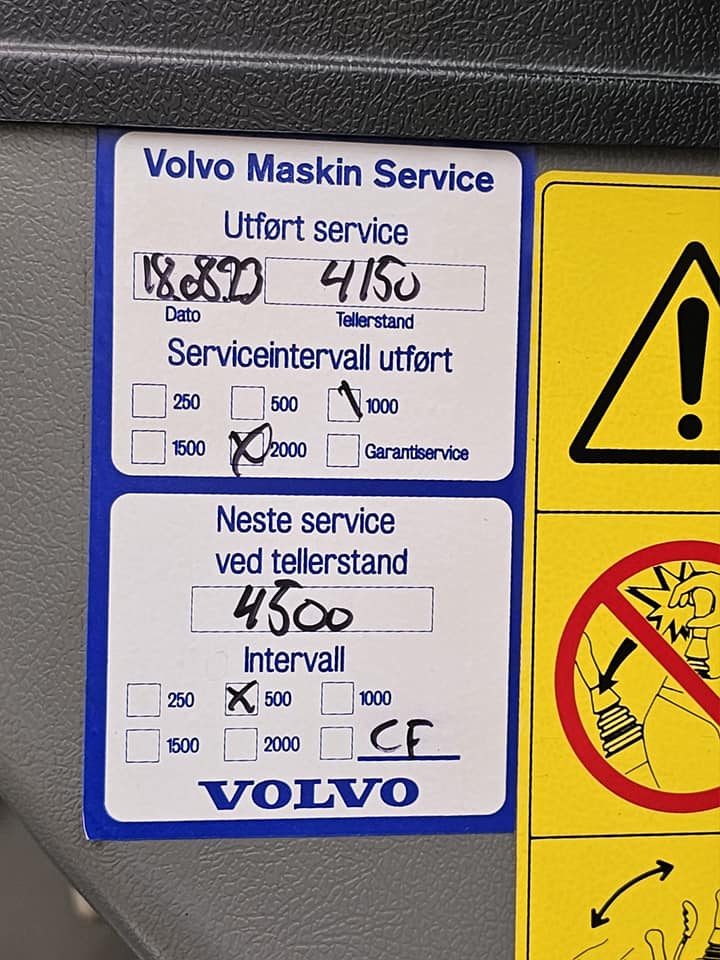 Volvo Maskin Service
Utført service
18.08.23 4150
Dato Tellerstand
Serviceintervall utført
250 500 1000
1500 2000 Garantiservice
Neste service
ved tellerstand
4500
Intervall
250 500 1000
1500 2000 CF
VOLVO